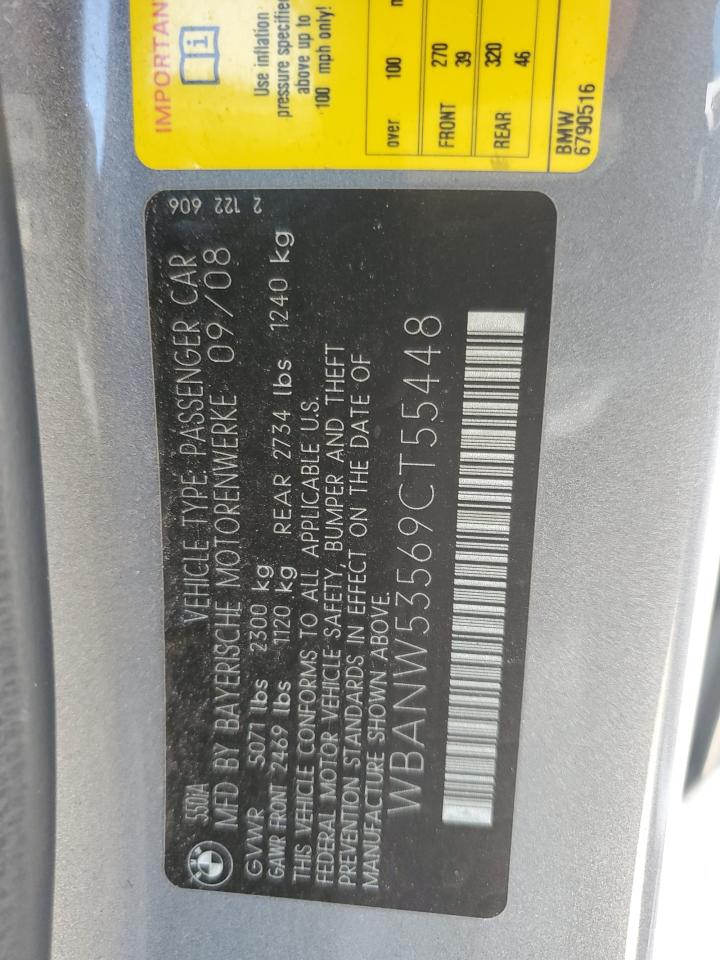 550iA VEHICLE TYPE: PASSENGER CAR 2 122 606
MFD BY BAYERISCHE MOTORENWERKE 09/08
GVWR 5071 lbs 2300 kg
GAWR FRONT 2469 lbs 1120 kg REAR 2734 lbs 1240 kg
THIS VEHICLE CONFORMS TO ALL APPLICABLE U.S.
FEDERAL MOTOR VEHICLE SAFETY, BUMPER AND THEFT
PREVENTION STANDARDS IN EFFECT ON THE DATE OF
MANUFACTURE SHOWN ABOVE.
WBANW53569CT55448
IMPORTAN
Use inflation
pressure specified
above up to
100 mph only!
over 100
FRONT 270
39
REAR 320
46
BMW
6790516